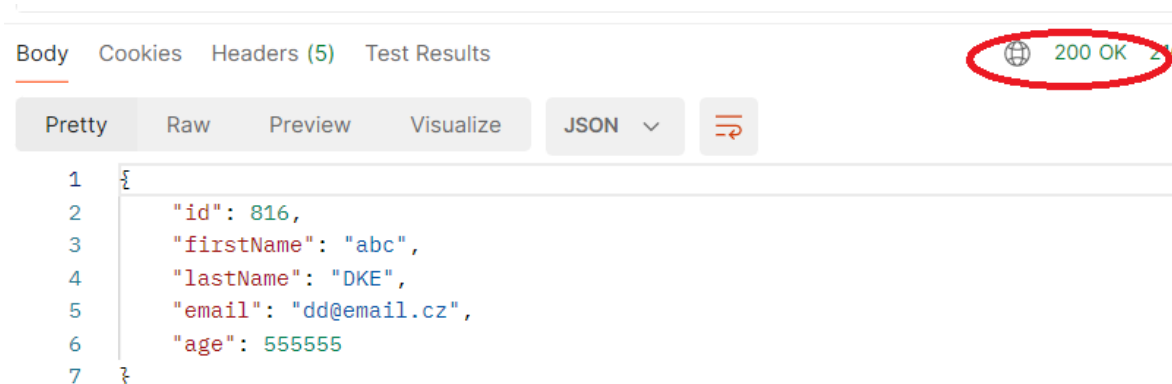 Body Cookies Headers (5) Test Results 200 OK
Pretty Raw Preview Visualize JSON
1 {
2 "id": 816,
3 "firstName": "abc",
4 "lastName": "DKE",
5 "email": "dd@email.cz",
6 "age": 555555
7 }